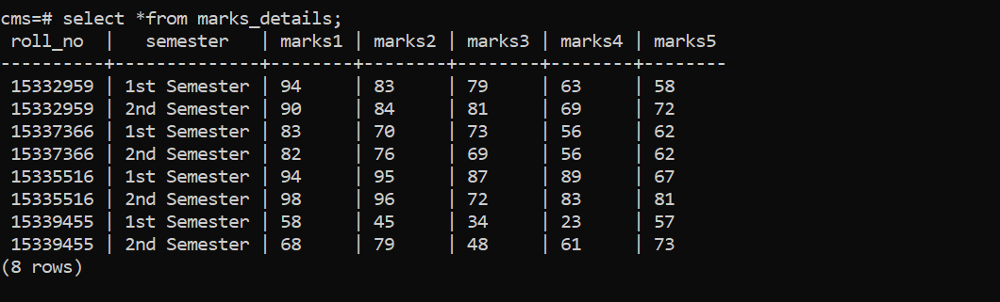 cms=# select *from marks_details;
 roll_no  |   semester   | marks1 | marks2 | marks3 | marks4 | marks5
----------+--------------+--------+--------+--------+--------+--------
 15332959 | 1st Semester | 94     | 83     | 79     | 63     | 58
 15332959 | 2nd Semester | 90     | 84     | 81     | 69     | 72
 15337366 | 1st Semester | 83     | 70     | 73     | 56     | 62
 15337366 | 2nd Semester | 82     | 76     | 69     | 56     | 62
 15335516 | 1st Semester | 94     | 95     | 87     | 89     | 67
 15335516 | 2nd Semester | 98     | 96     | 72     | 83     | 81
 15339455 | 1st Semester | 58     | 45     | 34     | 23     | 57
 15339455 | 2nd Semester | 68     | 79     | 48     | 61     | 73
(8 rows)